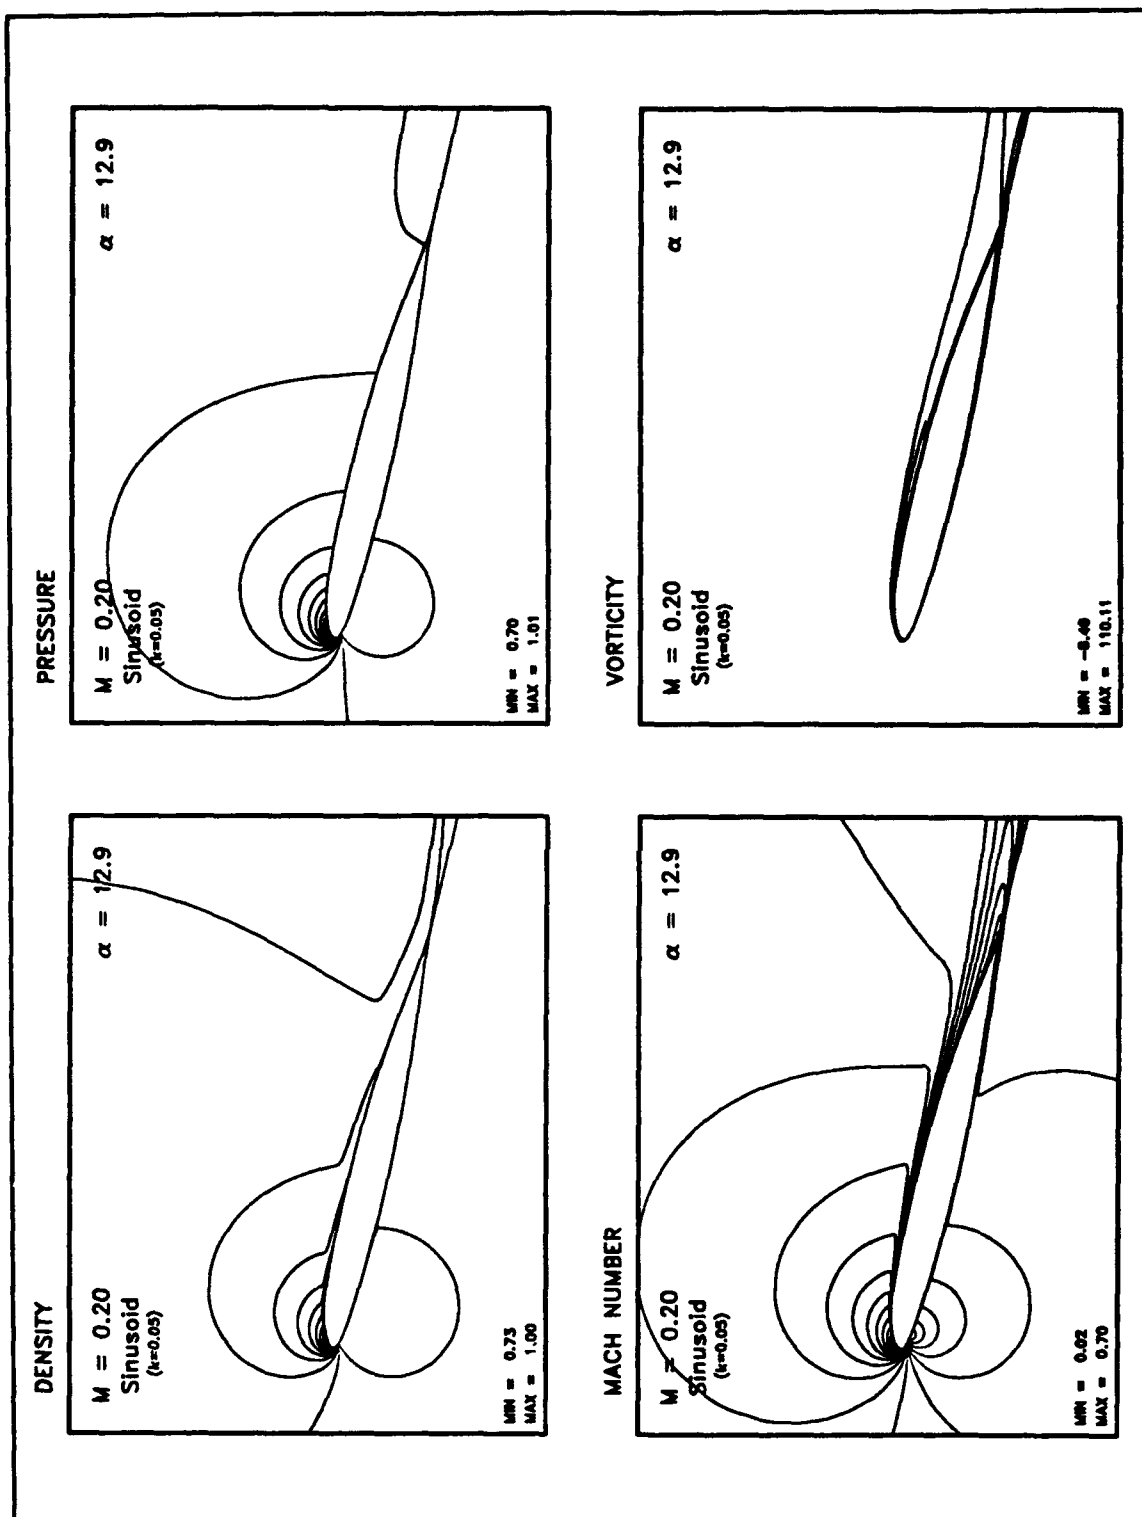 DENSITY
M = 0.20
Sinusoid
(k=0.05)
α = 12.9
MIN = 0.73
MAX = 1.00
PRESSURE
M = 0.20
Sinusoid
(k=0.05)
α = 12.9
MIN = 0.70
MAX = 1.01
MACH NUMBER
M = 0.20
Sinusoid
(k=0.05)
α = 12.9
MIN = 0.02
MAX = 0.70
VORTICITY
M = 0.20
Sinusoid
(k=0.05)
α = 12.9
MIN =
MAX = 110.11